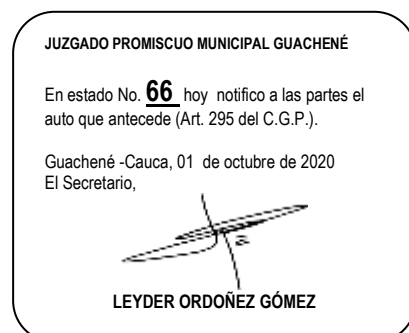 JUZGADO PROMISCUO MUNICIPAL GUACHENÉ
En estado No. 66 hoy notifico a las partes el
auto que antecede (Art. 295 del C.G.P.).
Guachené -Cauca, 01 de octubre de 2020
El Secretario,
LEYDER ORDOÑEZ GÓMEZ